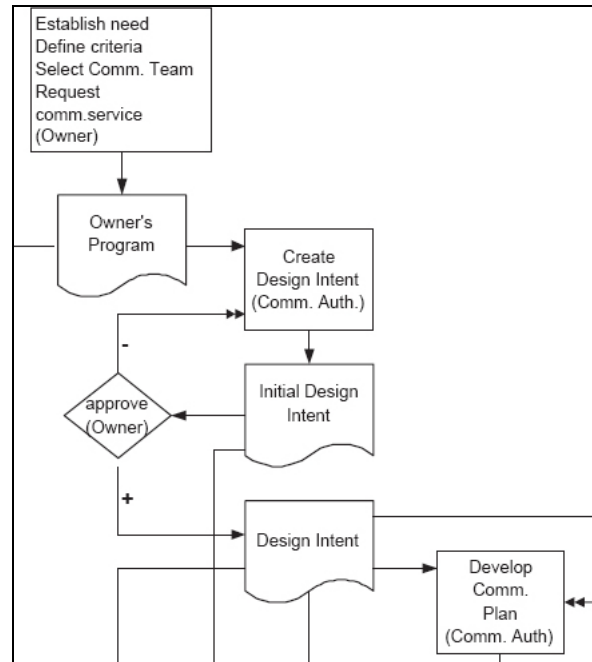 Establish need
Define criteria
Select Comm. Team
Request
comm.service
(Owner)
Owner's
Program
Create
Design Intent
(Comm. Auth.)
-
Initial Design
Intent
approve
(Owner)
+
Design Intent
Develop
Comm.
Plan
(Comm. Auth)